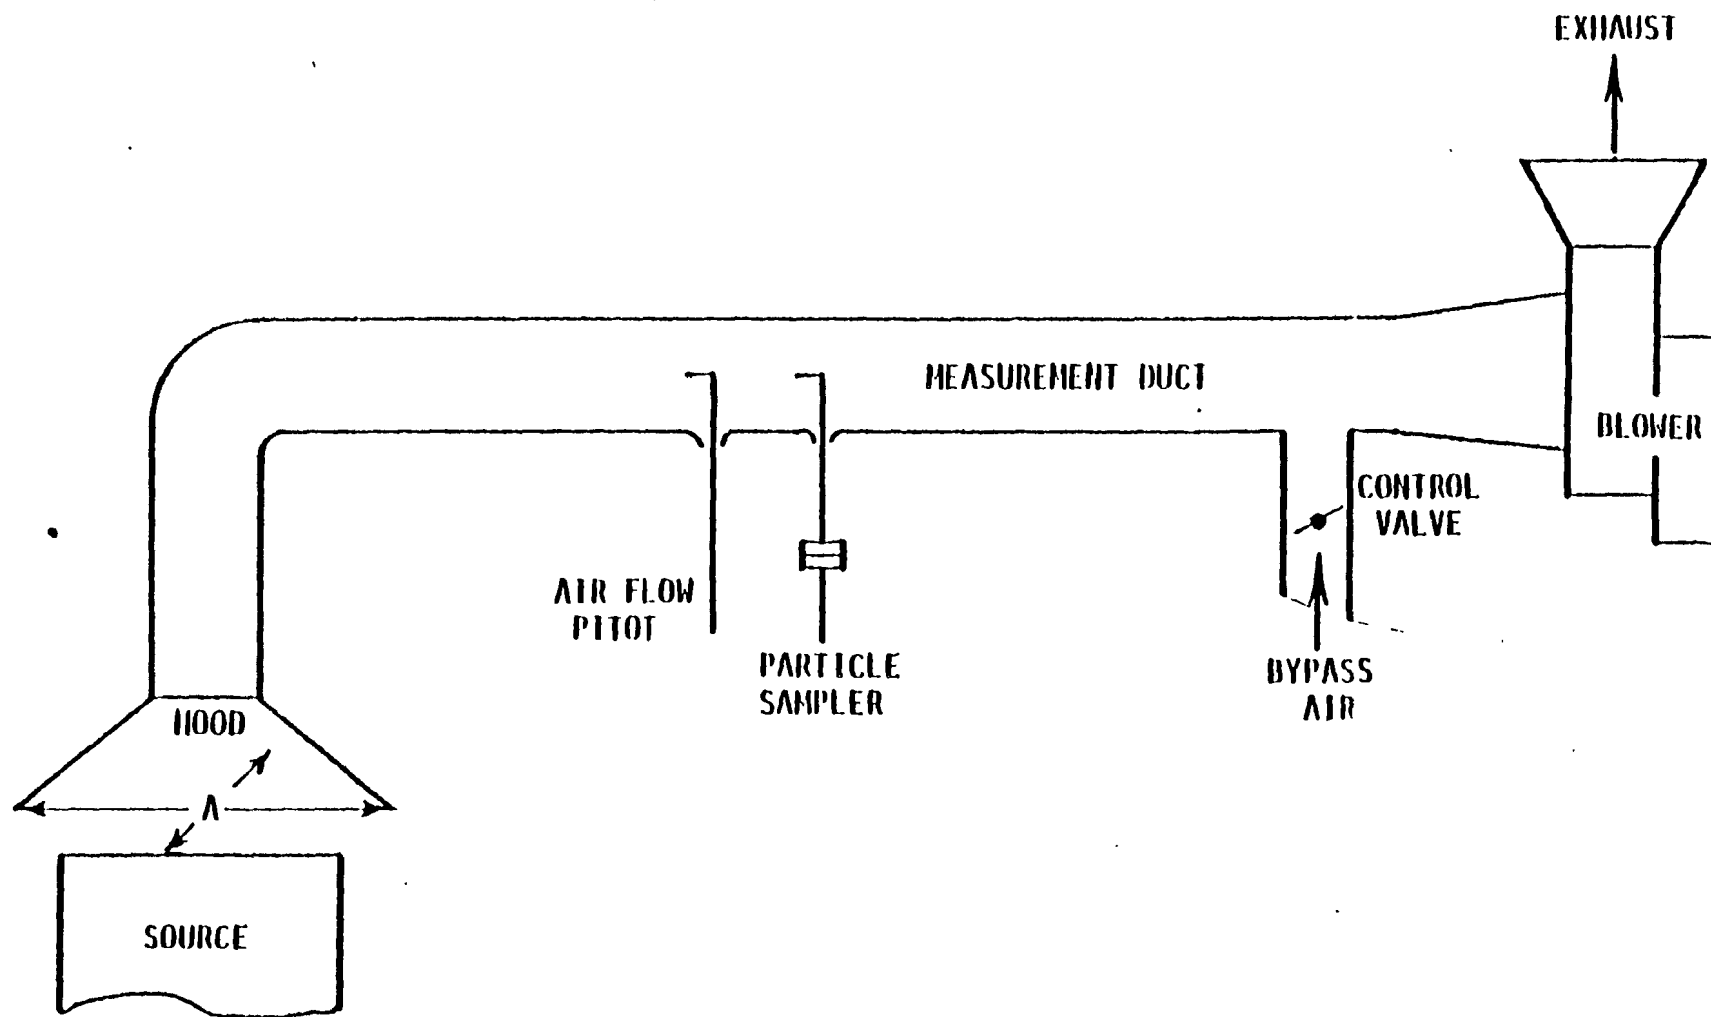 EXHAUST
MEASUREMENT DUCT
BLOWER
CONTROL
VALVE
AIR FLOW
PITOT
PARTICLE
SAMPLER
BYPASS
AIR
HOOD
A
SOURCE